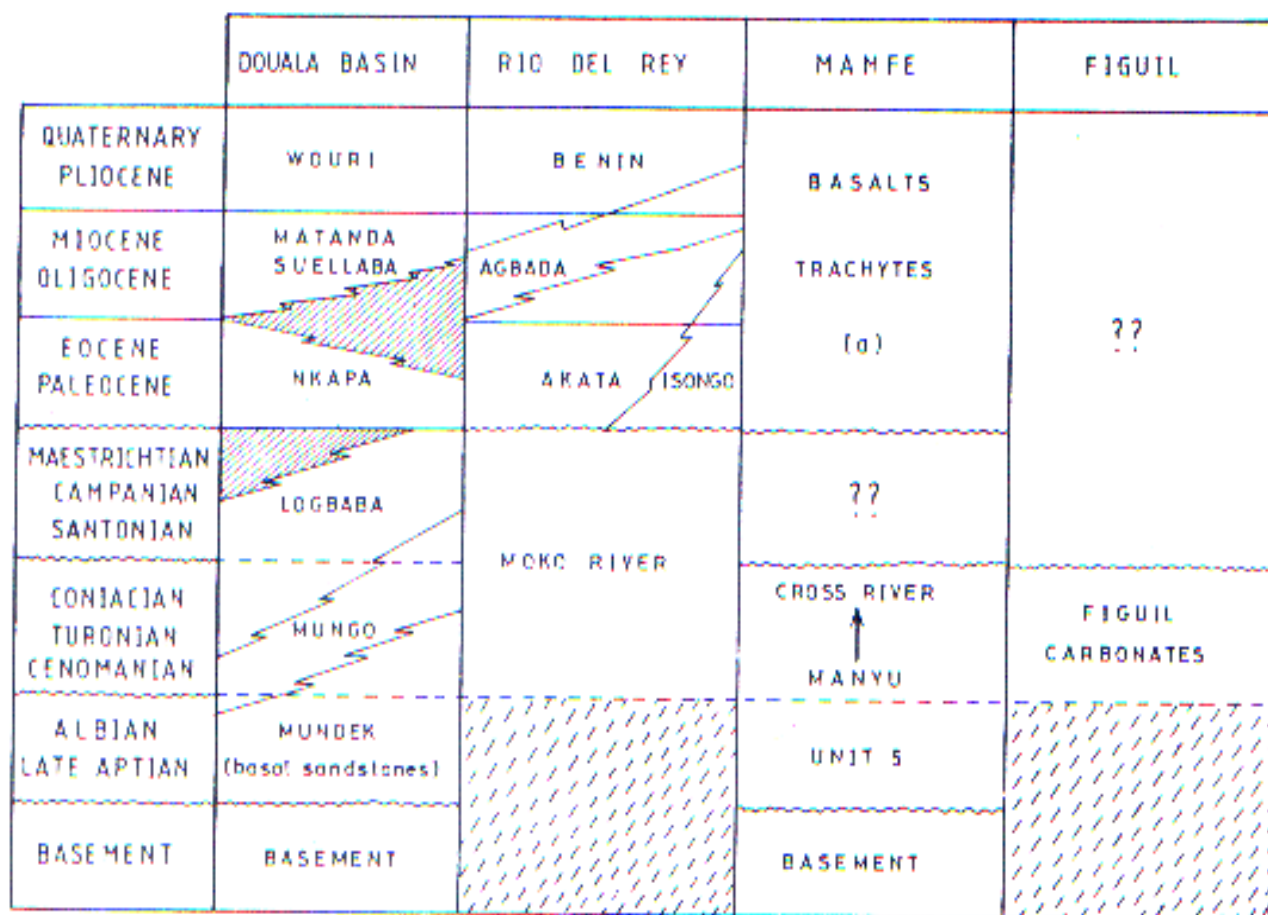 DOUALA BASIN RIO DEL REY MAMFE FIGUIL
QUATERNARY
PLIOCENE
WOURI
BENIN
BASALTS
MIOCENE
OLIGOCENE
MATANDA
SUELLABA
AGBADA
TRACHYTES
EOCENE
PALEOCENE
NKAPA
AKATA
ISONGO
(a)
??
MAESTRICHTIAN
CAMPANIAN
SANTONIAN
LOGBABA
MOKO RIVER
??
CONIACIAN
TURONIAN
CENOMANIAN
MUNGO
CROSS RIVER
MANYU
FIGUIL
CARBONATES
ALBIAN
LATE APTIAN
MUNDEK
(basal sandstones)
UNIT 5
BASEMENT
BASEMENT
BASEMENT